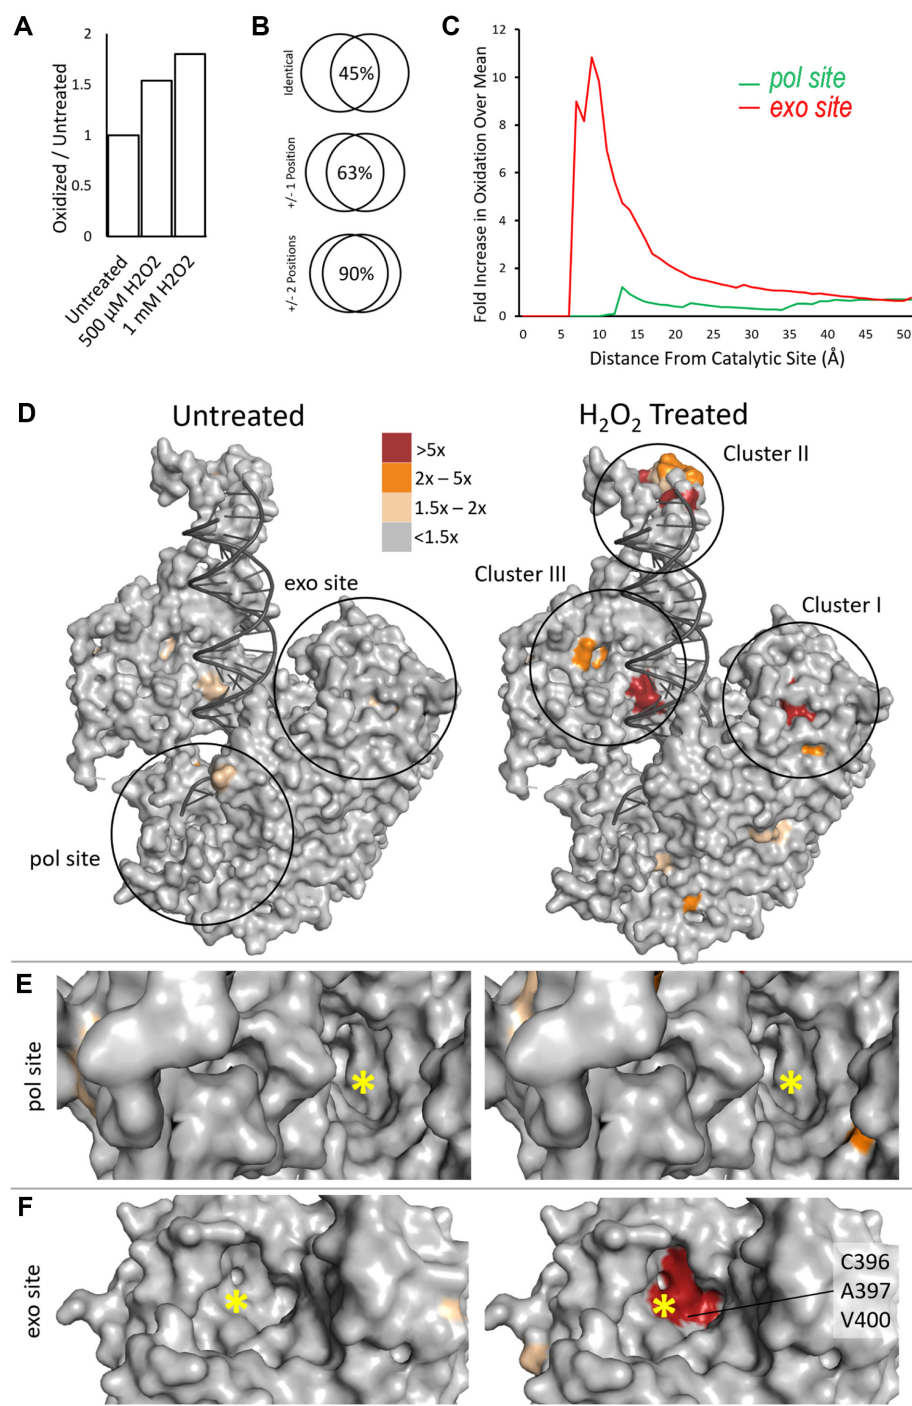 A
Oxidized / Untreated
2
1.5
1
0.5
0
Untreated
500 µM H2O2
1 mM H2O2
B
Identical
45%
+/- 1 Position
63%
+/- 2 Positions
90%
C
Fold Increase in Oxidation Over Mean
12
10
8
6
4
2
0
pol site
exo site
0 5 10 15 20 25 30 35 40 45 50
Distance From Catalytic Site (Å)
D
Untreated
H₂O₂ Treated
>5x
2x – 5x
1.5x – 2x
<1.5x
exo site
pol site
Cluster II
Cluster III
Cluster I
E
pol site
*
*
F
exo site
*
*
C396
A397
V400